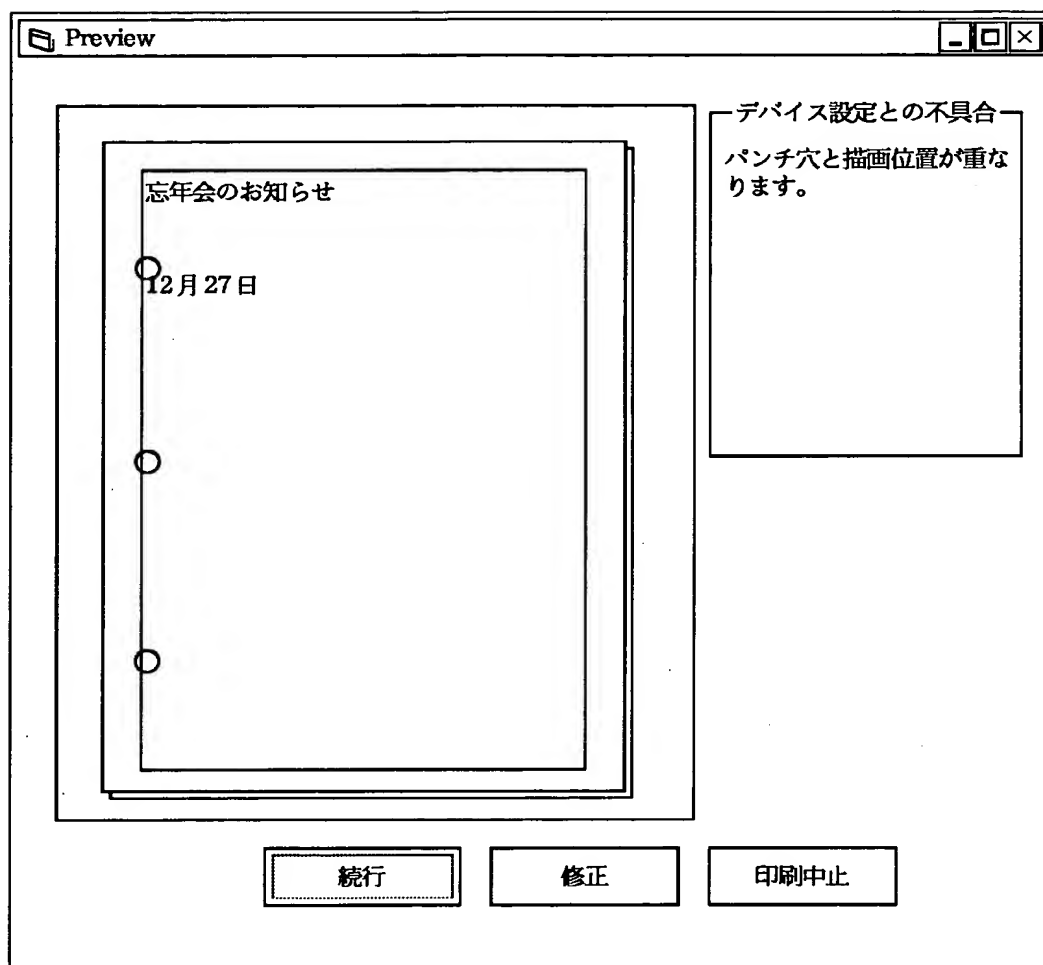 Preview
デバイス設定との不具合
パンチ穴と描画位置が重な
ります。
忘年会のお知らせ
12月27日
続行
修正
印刷中止